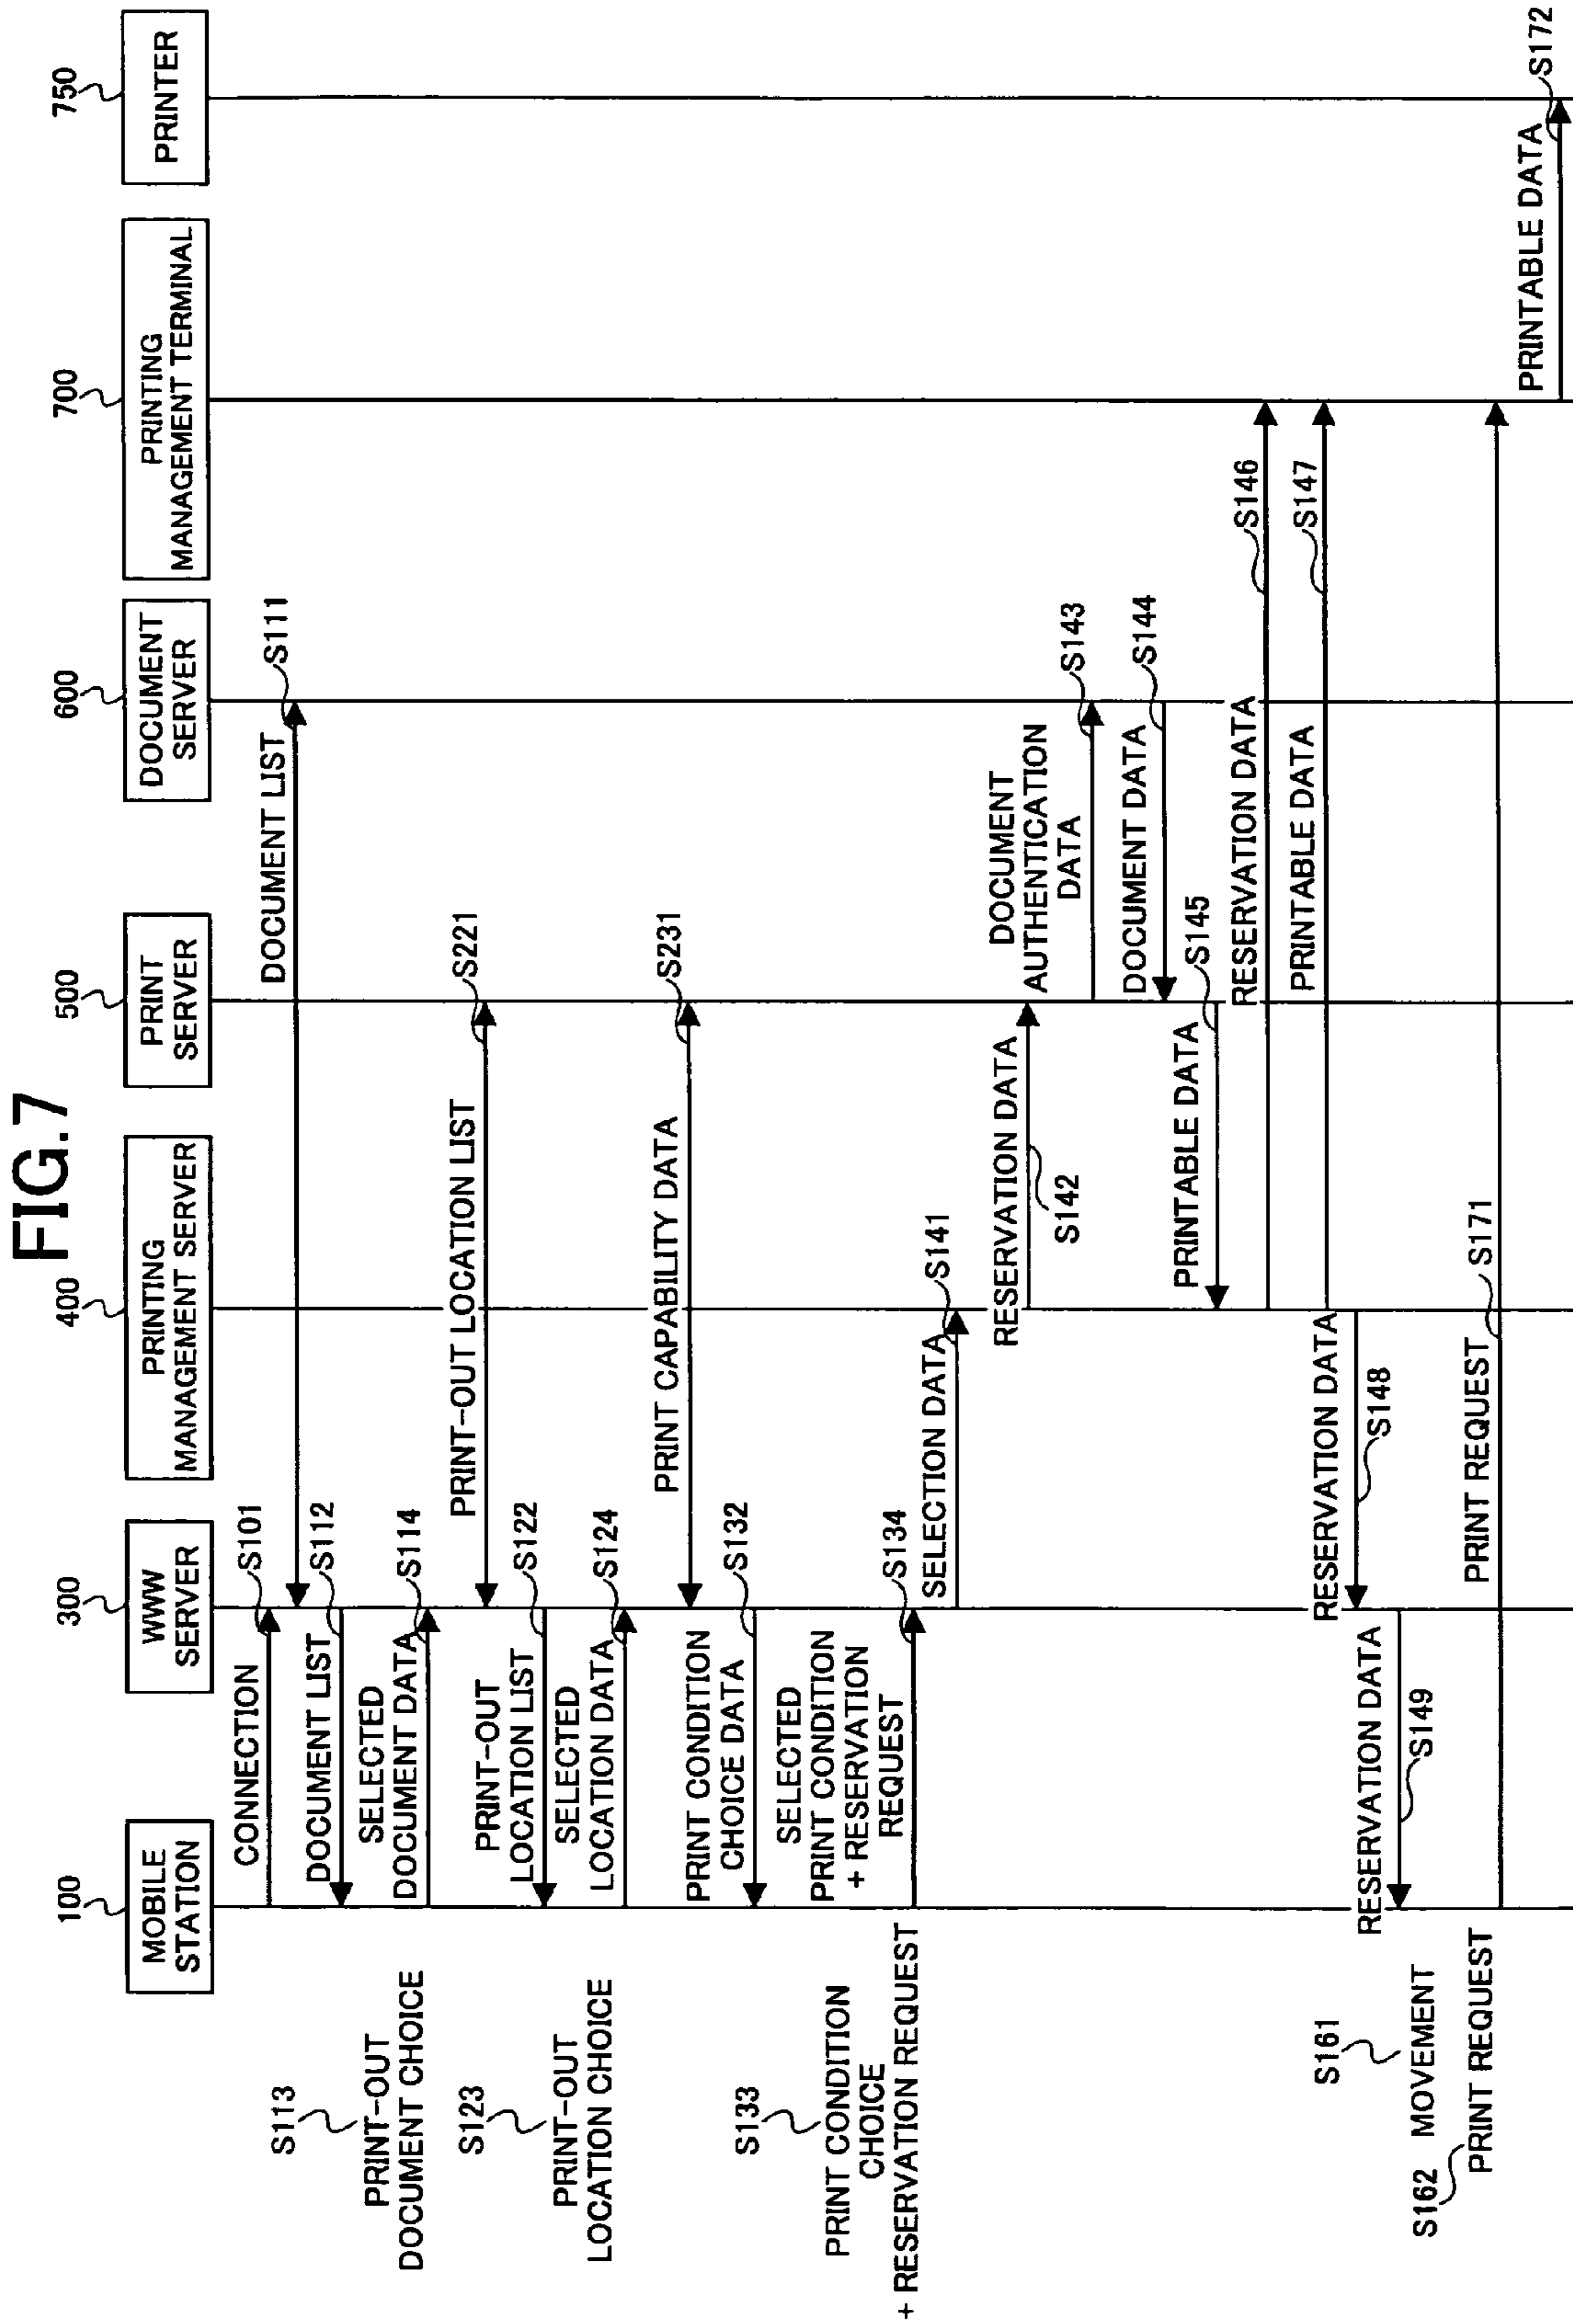 FIG.7
100
MOBILE
STATION
300
WWW
SERVER
400
PRINTING
MANAGEMENT SERVER
500
PRINT
SERVER
600
DOCUMENT
SERVER
700
PRINTING
MANAGEMENT TERMINAL
750
PRINTER
CONNECTION
S101
DOCUMENT LIST
S111
DOCUMENT LIST
S112
S113
PRINT-OUT
DOCUMENT CHOICE
SELECTED
DOCUMENT DATA
S114
PRINT-OUT LOCATION LIST
S221
PRINT-OUT
LOCATION LIST
S122
S123
PRINT-OUT
LOCATION CHOICE
SELECTED
LOCATION DATA
S124
PRINT CAPABILITY DATA
S231
PRINT CONDITION
CHOICE DATA
S132
S133
PRINT CONDITION
CHOICE
+ RESERVATION REQUEST
SELECTED
PRINT CONDITION
+ RESERVATION
REQUEST
S134
SELECTION DATA
S141
RESERVATION DATA
S142
DOCUMENT
AUTHENTICATION
DATA
S143
DOCUMENT DATA
S144
PRINTABLE DATA
S145
RESERVATION DATA
S146
PRINTABLE DATA
S147
RESERVATION DATA
S148
RESERVATION DATA
S149
S161
MOVEMENT
S162
PRINT REQUEST
PRINT REQUEST
S171
PRINTABLE DATA
S172